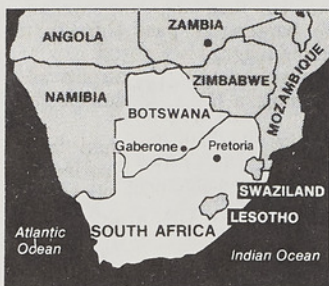 ZAMBIA
ANGOLA
MOZAMBIQUE
ZIMBABWE
NAMIBIA
BOTSWANA
Gaberone
Pretoria
SWAZILAND
LESOTHO
Atlantic
Ocean
SOUTH AFRICA
Indian Ocean